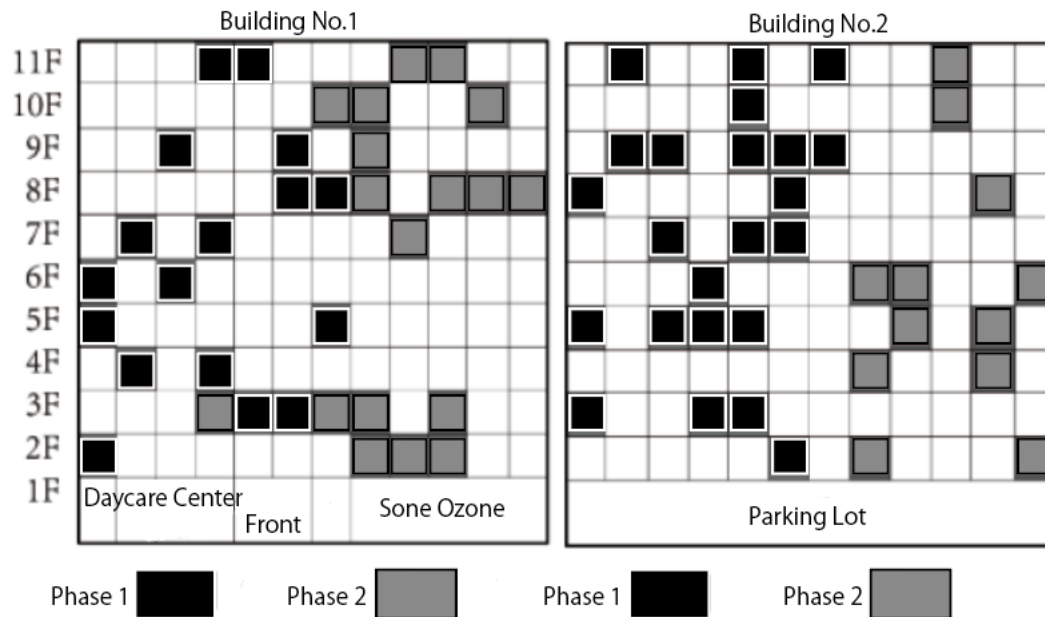 Building No.1
Building No.2
11F
10F
9F
8F
7F
6F
5F
4F
3F
2F
1F
Daycare Center
Front
Sone Ozone
Parking Lot
Phase 1
Phase 2
Phase 1
Phase 2